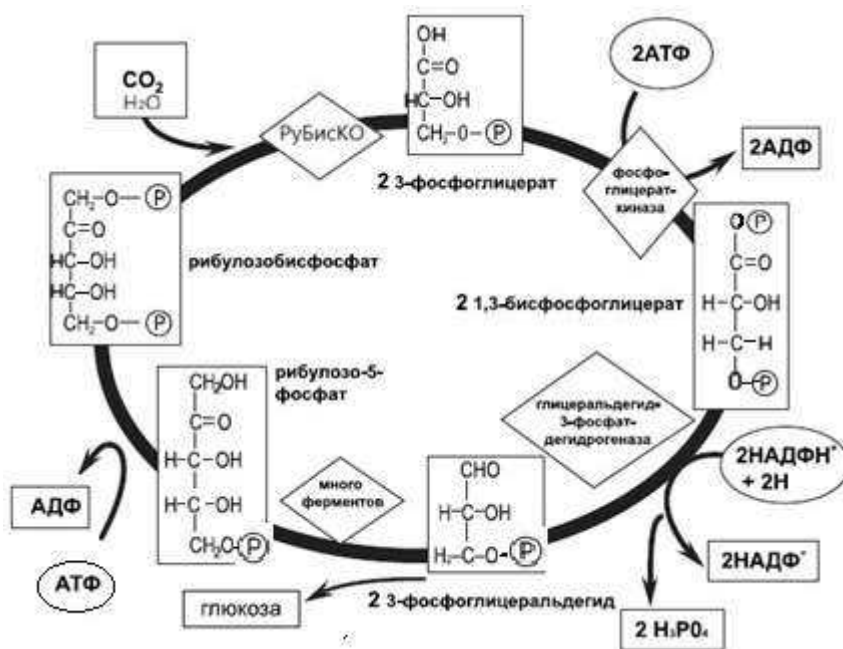 CO₂
H₂O
РуБисКО
OH
C=O
HC–OH
CH₂–O–Ⓟ
2 3-фосфоглицерат
2АТФ
2АДФ
фосфо-
глицерат-
киназа
CH₂–O–Ⓟ
C=O
HC–OH
HC–OH
CH₂–O–Ⓟ
рибулозобисфосфат
OⓅ
C=O
H–C–OH
H–C–H
O–Ⓟ
2 1,3-бисфосфоглицерат
рибулозо-5-
фосфат
CH₂OH
C=O
H–C–OH
H–C–OH
CH₂O–Ⓟ
глицеральдегид-
3-фосфат-
дегидрогеназа
2НАДФН⁺
+ 2Н
2НАДФ⁺
2 H₃PO₄
CHO
H–C–OH
H₂–C–O–Ⓟ
2 3-фосфоглицеральдегид
много
ферментов
глюкоза
АДФ
АТФ